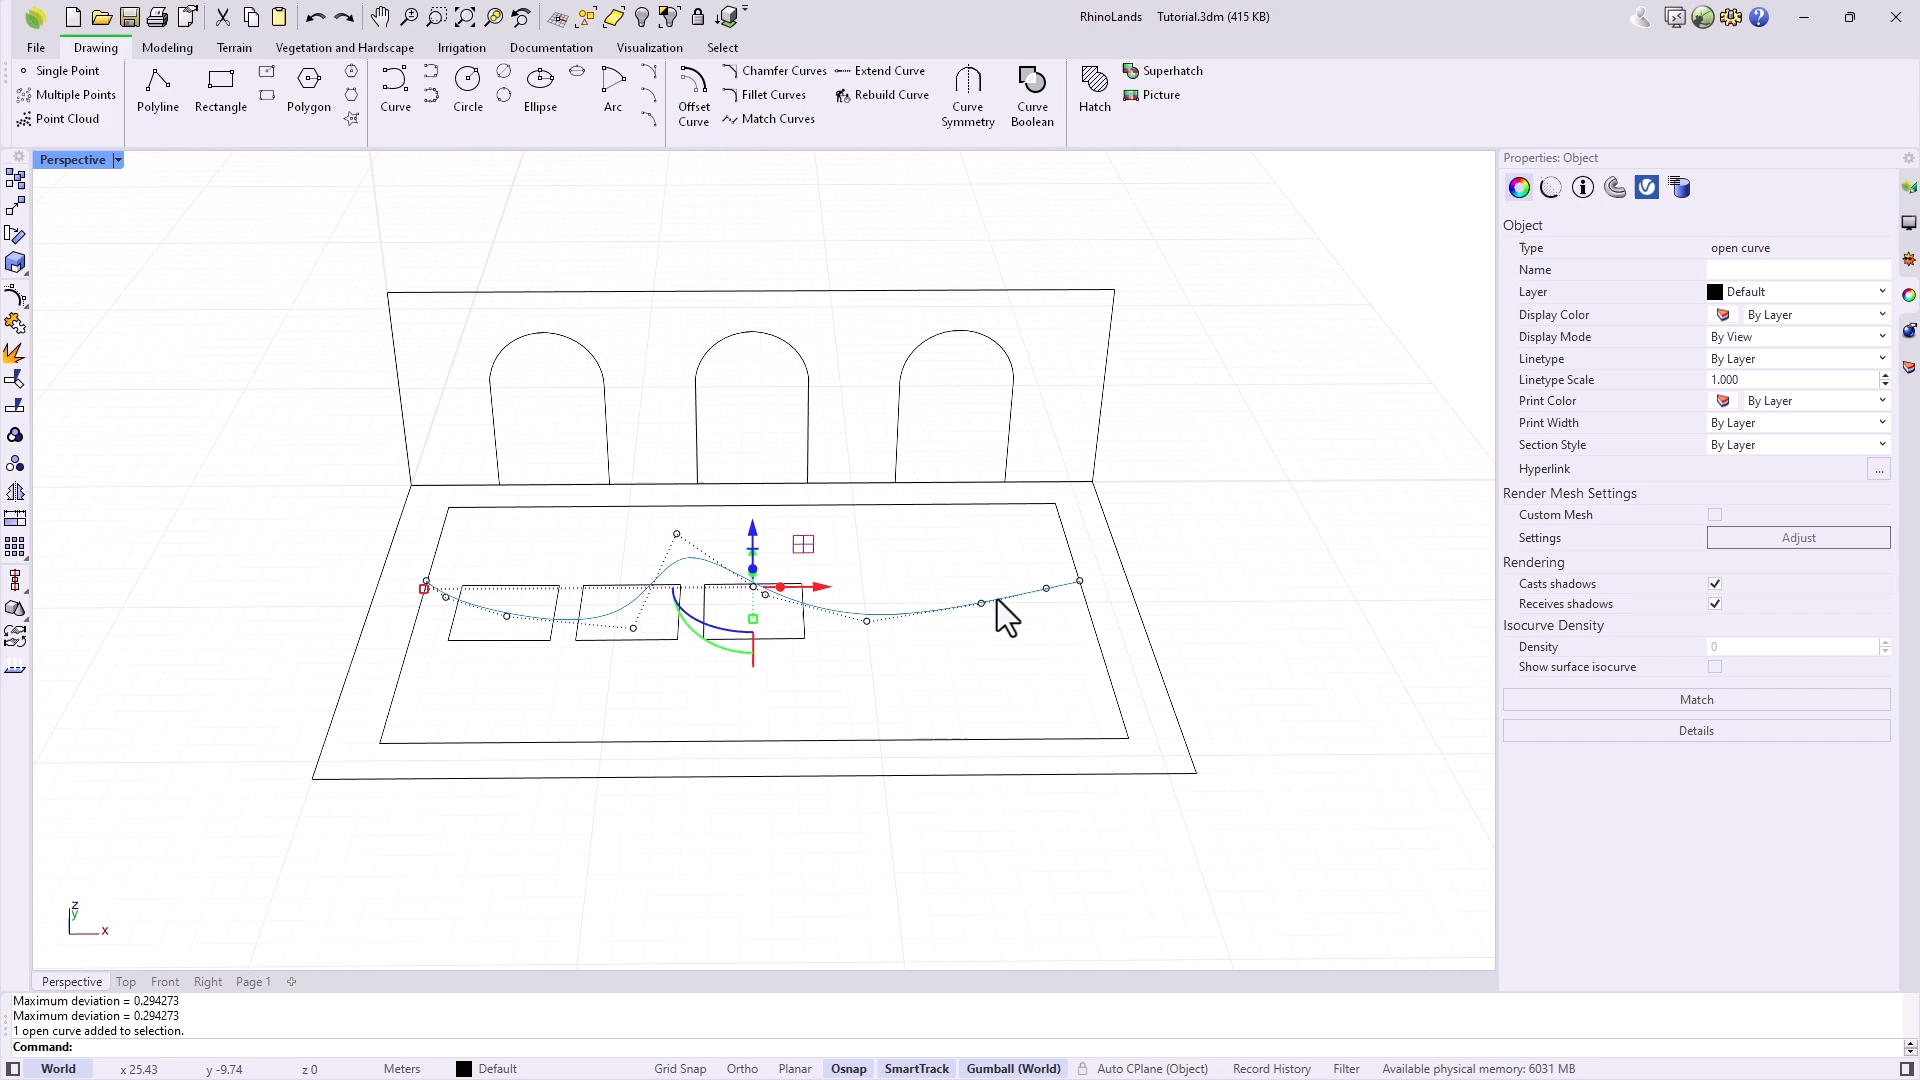 RhinoLands Tutorial.3dm (415 KB)
File Drawing Modeling Terrain Vegetation and Hardscape Irrigation Documentation Visualization Select
Single Point
Multiple Points
Point Cloud
Polyline
Rectangle
Polygon
Curve
Circle
Ellipse
Arc
Offset
Curve
Chamfer Curves
Fillet Curves
Match Curves
Extend Curve
Rebuild Curve
Curve
Symmetry
Curve
Boolean
Hatch
Superhatch
Picture
Perspective
z
y
x
Properties: Object
Object
Type open curve
Name
Layer Default
Display Color By Layer
Display Mode By View
Linetype By Layer
Linetype Scale 1.000
Print Color By Layer
Print Width By Layer
Section Style By Layer
Hyperlink ...
Render Mesh Settings
Custom Mesh
Settings Adjust
Rendering
Casts shadows
Receives shadows
Isocurve Density
Density 0
Show surface isocurve
Match
Details
Perspective Top Front Right Page 1
Maximum deviation = 0.294273
Maximum deviation = 0.294273
1 open curve added to selection.
Command:
World x 25.43 y -9.74 z 0 Meters Default Grid Snap Ortho Planar Osnap SmartTrack Gumball (World) Auto CPlane (Object) Record History Filter Available physical memory: 6031 MB